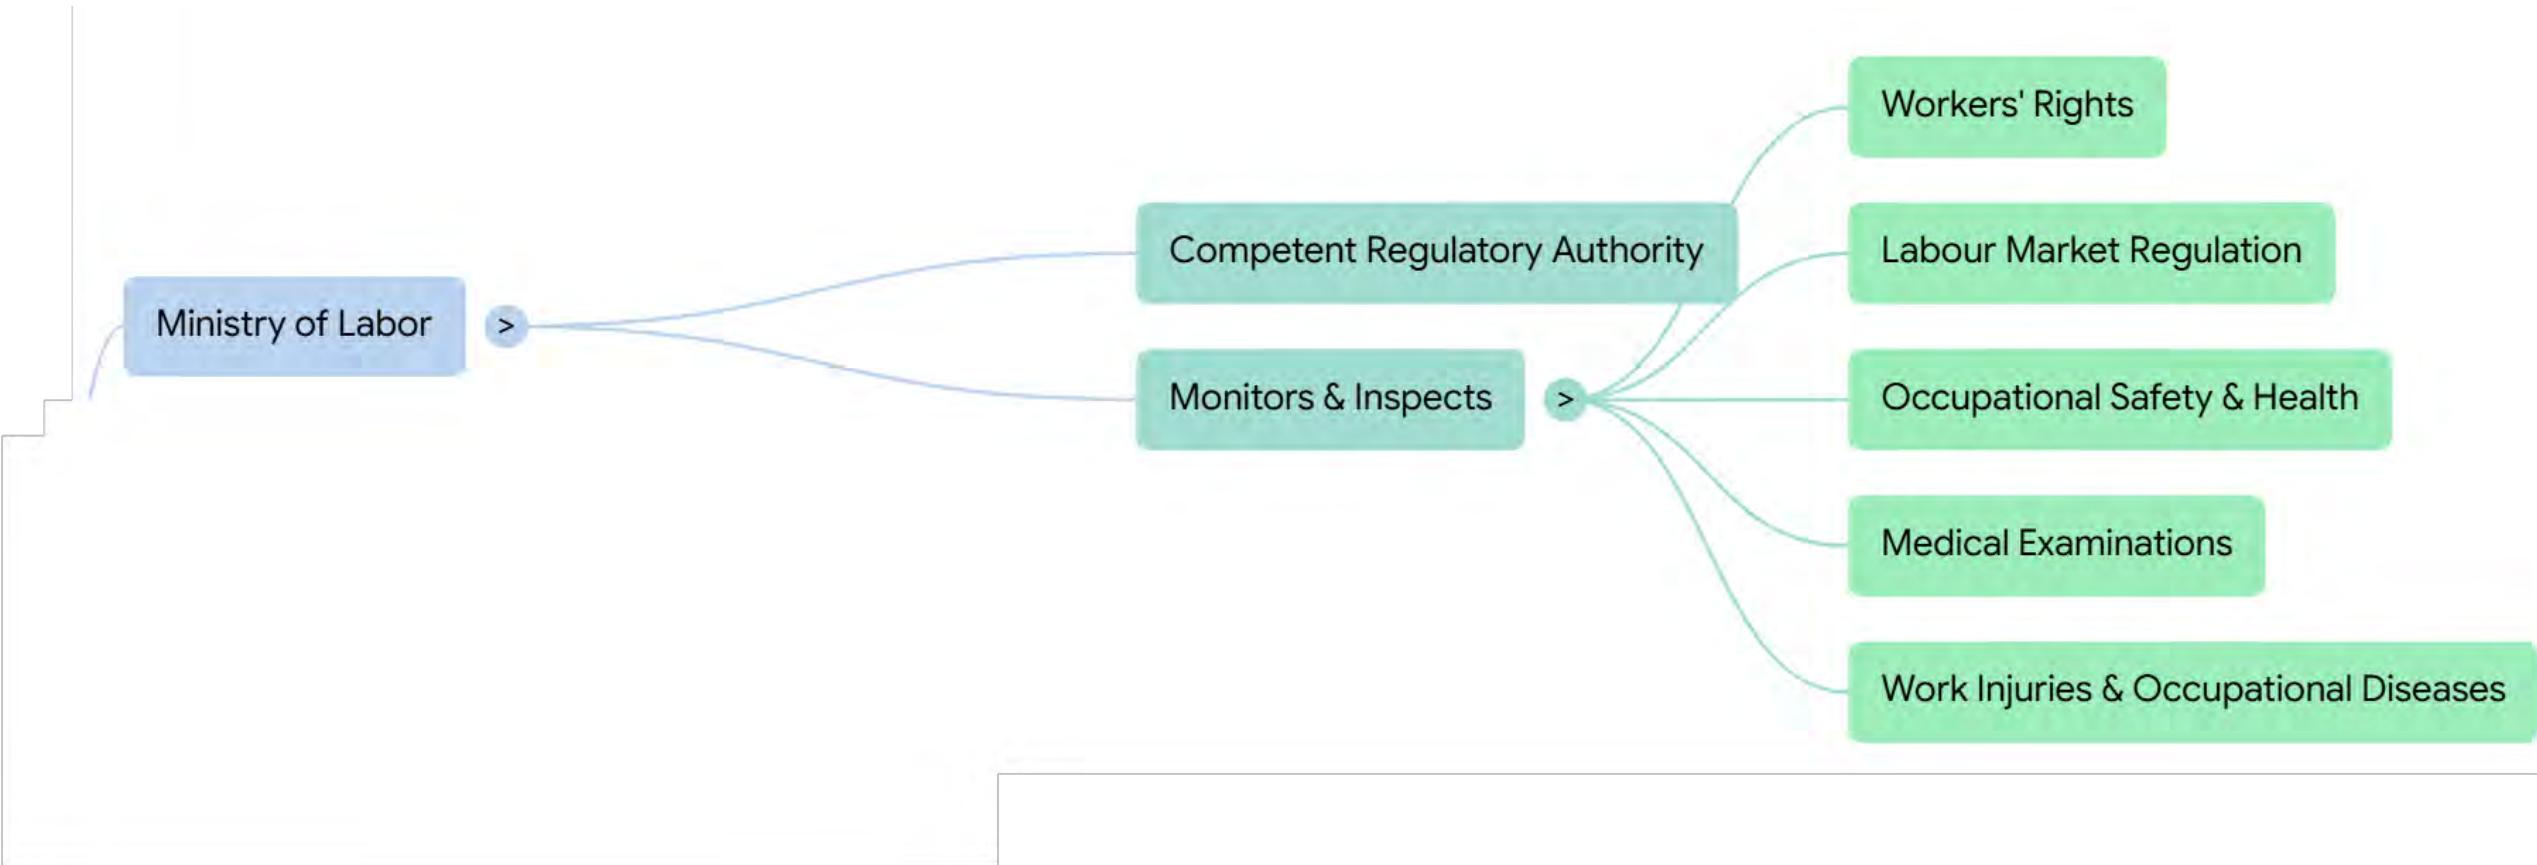 Ministry of Labor
>
Competent Regulatory Authority
Monitors & Inspects
>
Workers' Rights
Labour Market Regulation
Occupational Safety & Health
Medical Examinations
Work Injuries & Occupational Diseases